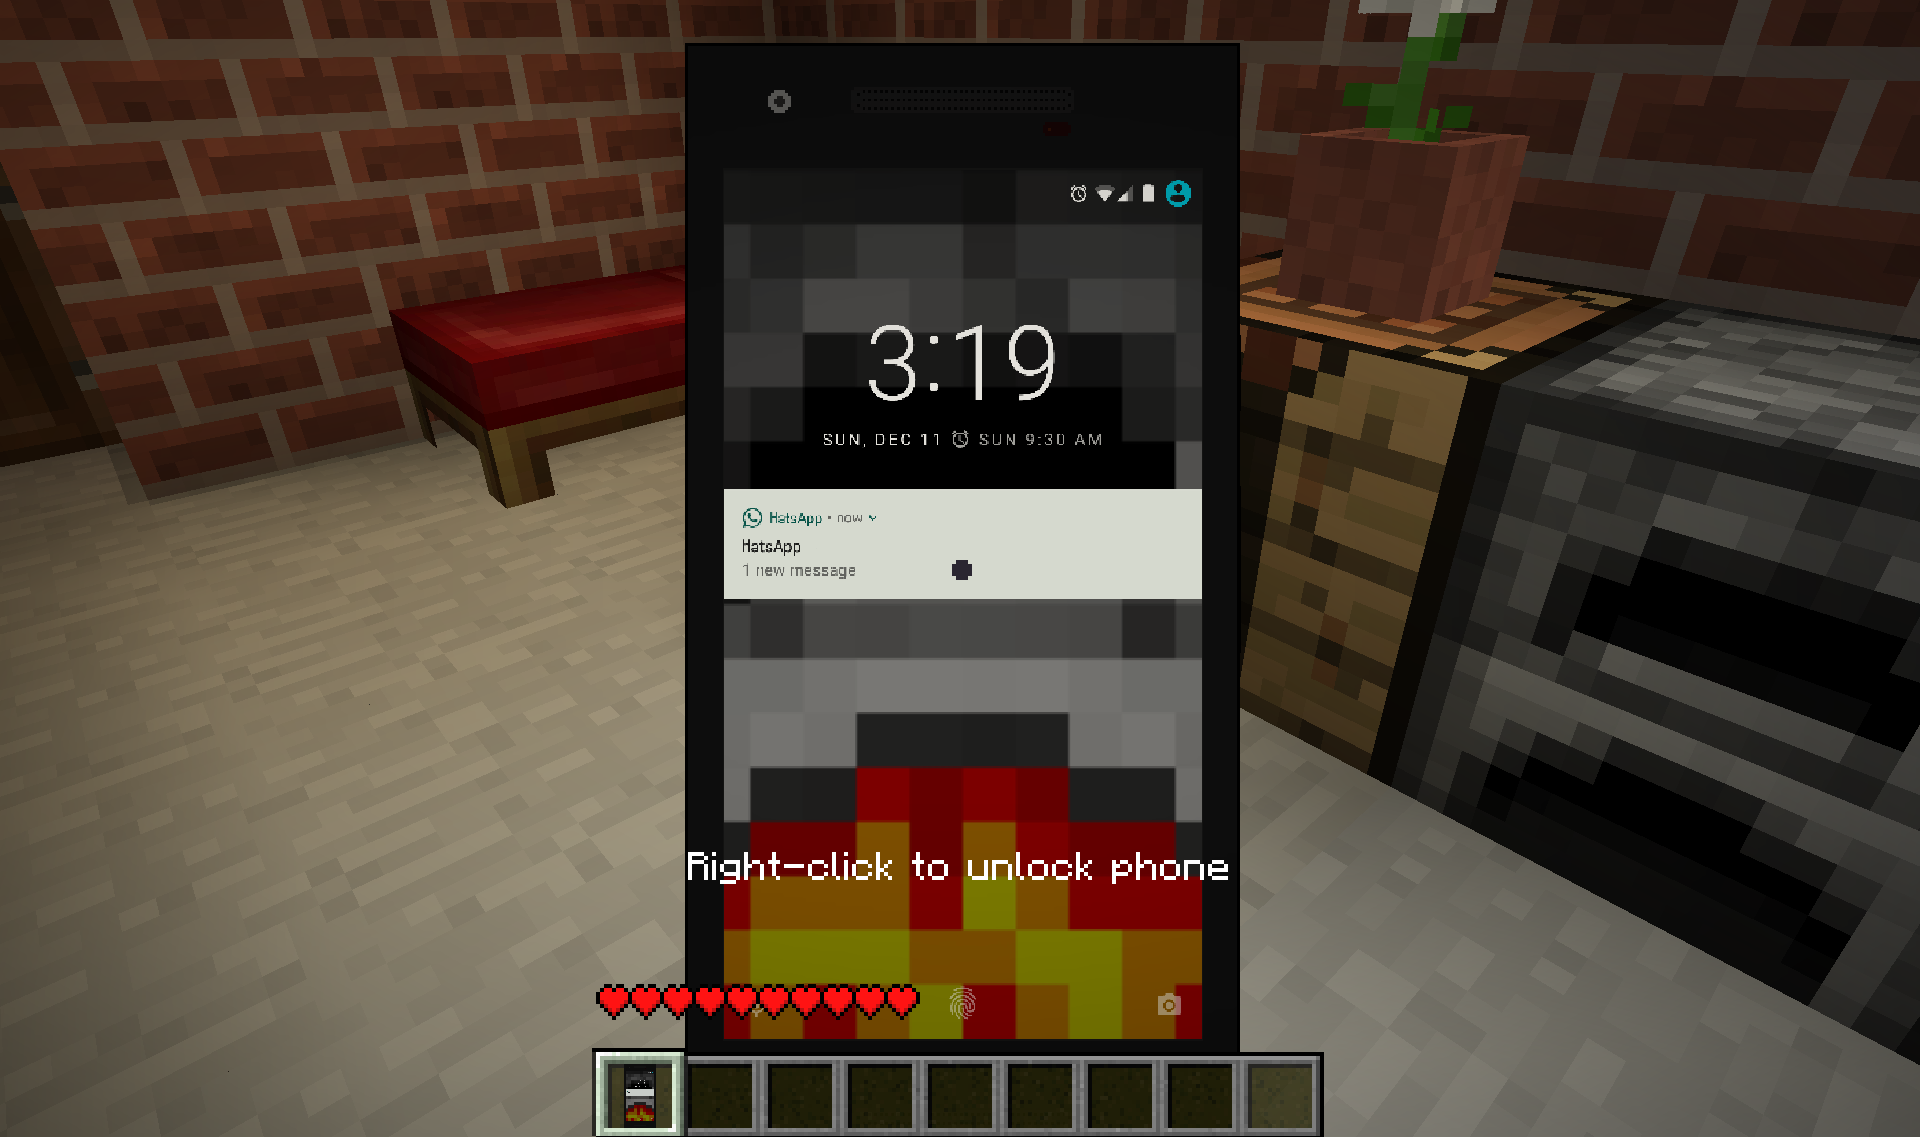 3:19
SUN, DEC 11 SUN 9:30 AM
HatsApp • now
HatsApp
1 new message
Right-click to unlock phone